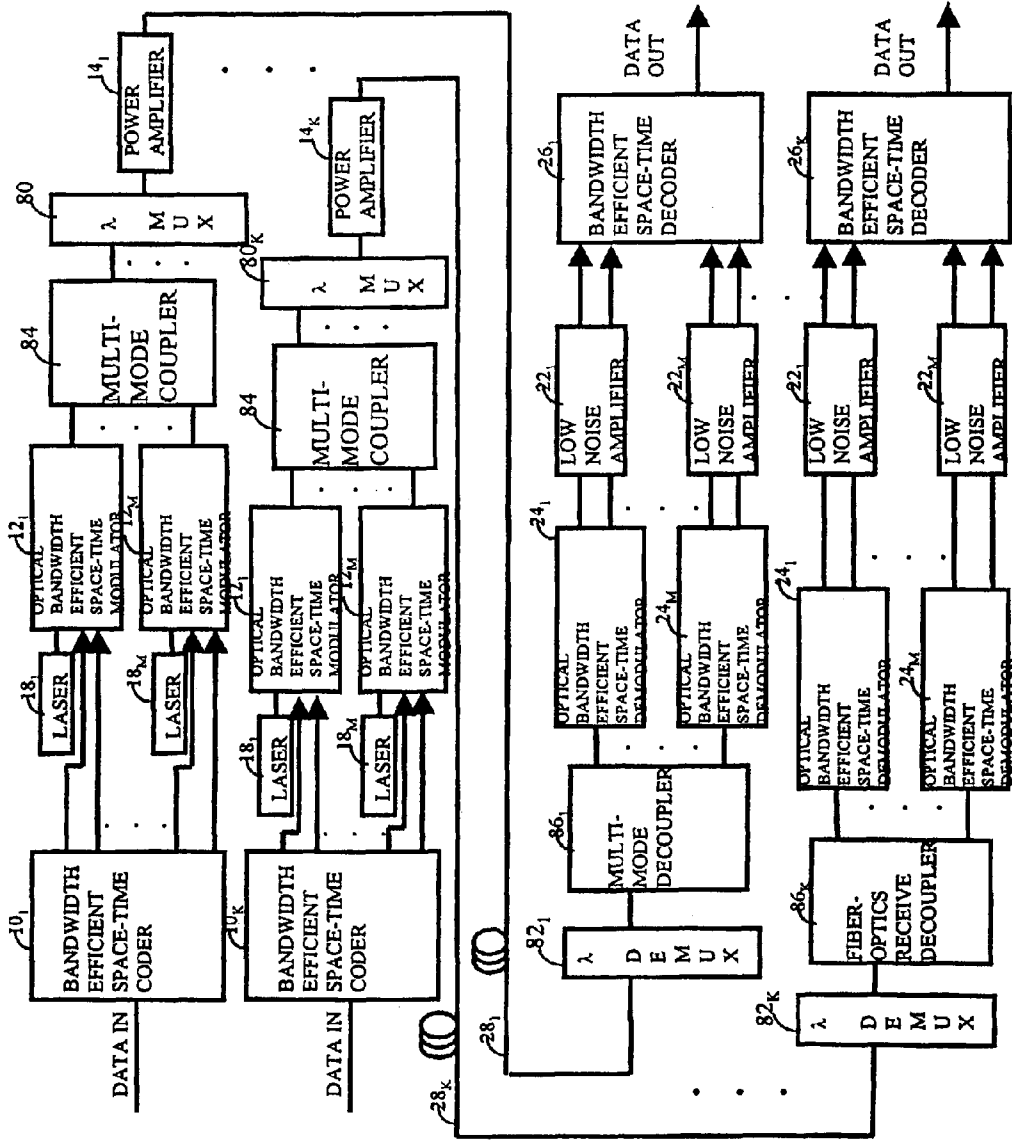 DATA IN
10₁
BANDWIDTH
EFFICIENT
SPACE-TIME
CODER
18₁
LASER
18M
LASER
12₁
OPTICAL
BANDWIDTH
EFFICIENT
SPACE-TIME
MODULATOR
12M
OPTICAL
BANDWIDTH
EFFICIENT
SPACE-TIME
MODULATOR
84
MULTI-
MODE
COUPLER
80
λ MUX
14₁
POWER
AMPLIFIER
DATA IN
10K
BANDWIDTH
EFFICIENT
SPACE-TIME
CODER
18₁
LASER
18M
LASER
12₁
OPTICAL
BANDWIDTH
EFFICIENT
SPACE-TIME
MODULATOR
12M
OPTICAL
BANDWIDTH
EFFICIENT
SPACE-TIME
MODULATOR
84
MULTI-
MODE
COUPLER
80K
λ MUX
14K
POWER
AMPLIFIER
28K
28₁
82₁
λ DEMUX
86₁
MULTI-
MODE
DECOUPLER
24₁
OPTICAL
BANDWIDTH
EFFICIENT
SPACE-TIME
DEMODULATOR
24M
OPTICAL
BANDWIDTH
EFFICIENT
SPACE-TIME
DEMODULATOR
22₁
LOW
NOISE
AMPLIFIER
22M
LOW
NOISE
AMPLIFIER
26₁
BANDWIDTH
EFFICIENT
SPACE-TIME
DECODER
DATA
OUT
82K
λ DEMUX
86K
FIBER-
OPTICS
RECEIVE
DECOUPLER
24₁
OPTICAL
BANDWIDTH
EFFICIENT
SPACE-TIME
DEMODULATOR
24M
OPTICAL
BANDWIDTH
EFFICIENT
SPACE-TIME
DEMODULATOR
22₁
LOW
NOISE
AMPLIFIER
22M
LOW
NOISE
AMPLIFIER
26K
BANDWIDTH
EFFICIENT
SPACE-TIME
DECODER
DATA
OUT